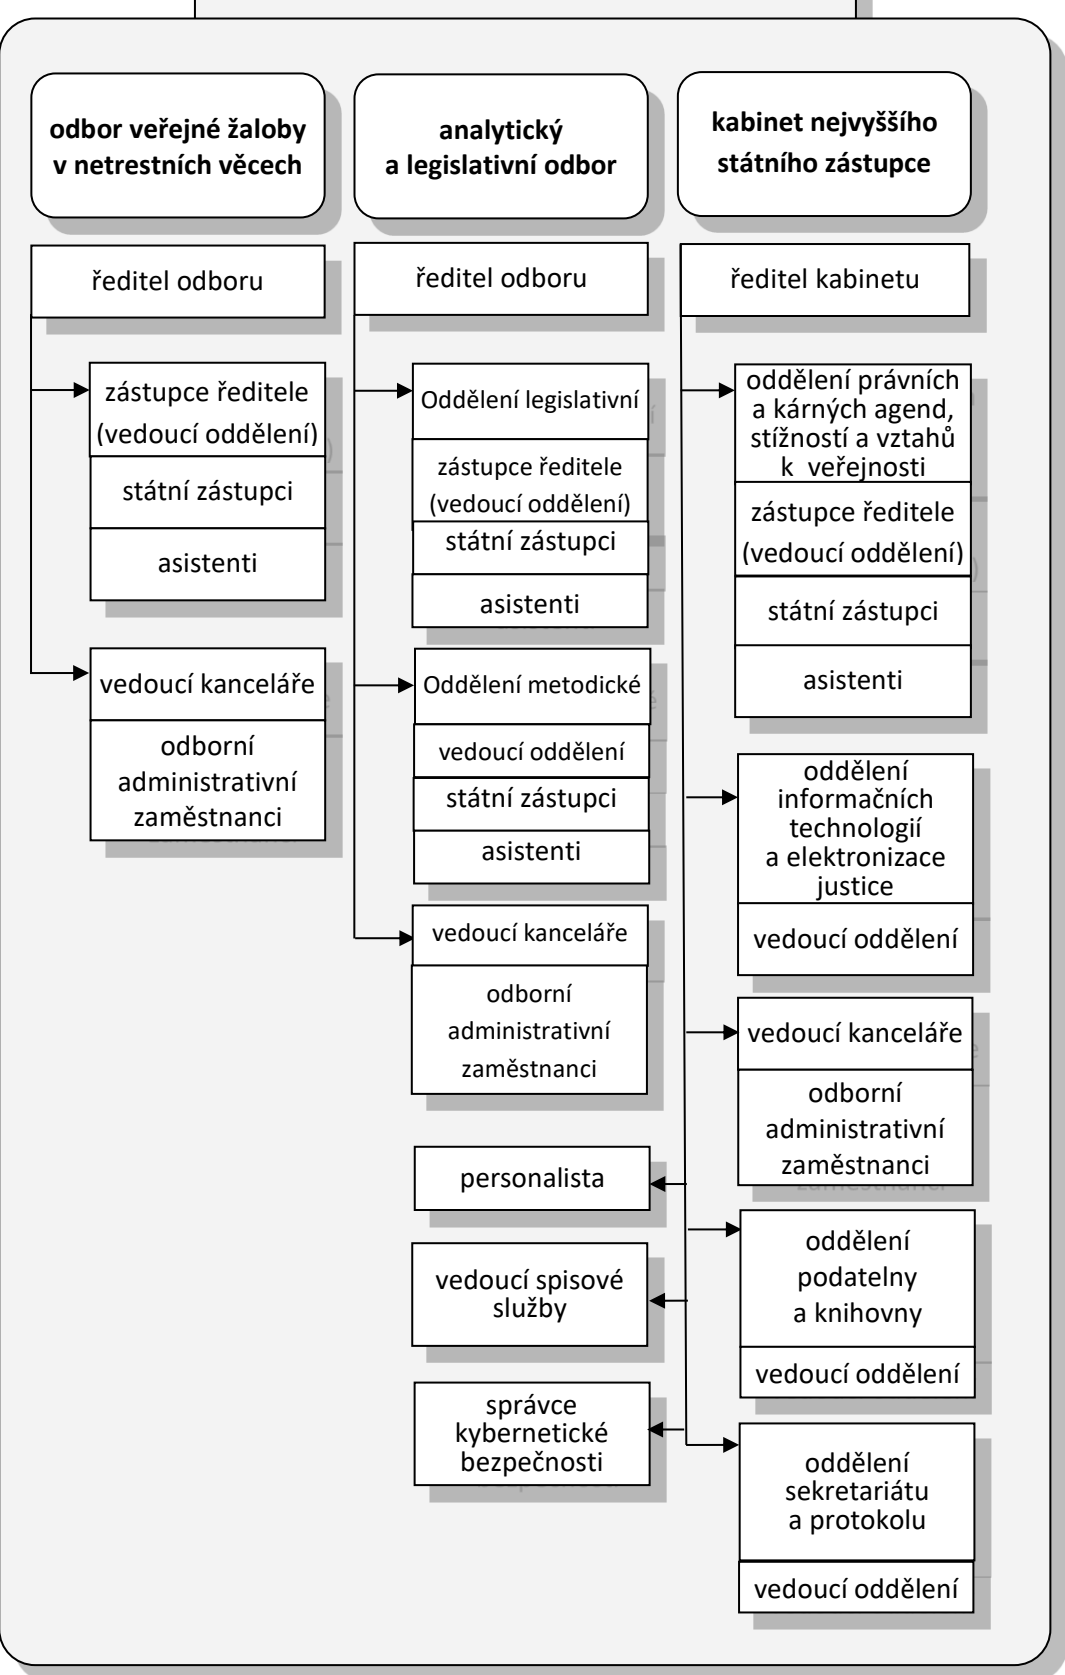 odbor veřejné žaloby
v netrestních věcech
ředitel odboru
zástupce ředitele
(vedoucí oddělení)
státní zástupci
asistenti
vedoucí kanceláře
odborní
administrativní
zaměstnanci
analytický
a legislativní odbor
ředitel odboru
Oddělení legislativní
zástupce ředitele
(vedoucí oddělení)
státní zástupci
asistenti
Oddělení metodické
vedoucí oddělení
státní zástupci
asistenti
vedoucí kanceláře
odborní
administrativní
zaměstnanci
personalista
vedoucí spisové
služby
správce
kybernetické
bezpečnosti
kabinet nejvyššího
státního zástupce
ředitel kabinetu
oddělení právních
a kárných agend,
stížností a vztahů
k veřejnosti
zástupce ředitele
(vedoucí oddělení)
státní zástupci
asistenti
oddělení
informačních
technologií
a elektronizace
justice
vedoucí oddělení
vedoucí kanceláře
odborní
administrativní
zaměstnanci
oddělení
podatelny
a knihovny
vedoucí oddělení
oddělení
sekretariátu
a protokolu
vedoucí oddělení